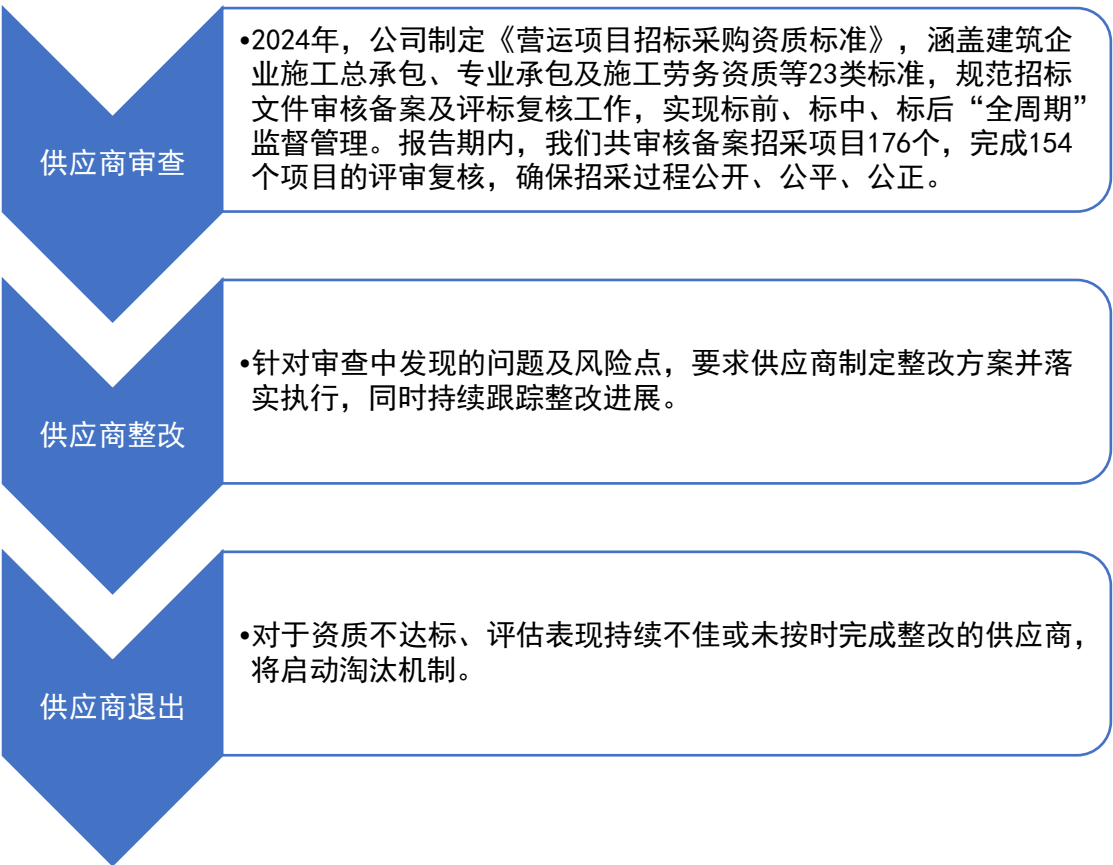 供应商审查
•2024年，公司制定《营运项目招标采购资质标准》，涵盖建筑企
业施工总承包、专业承包及施工劳务资质等23类标准，规范招标
文件审核备案及评标复核工作，实现标前、标中、标后“全周期”
监督管理。报告期内，我们共审核备案招采项目176个，完成154
个项目的评审复核，确保招采过程公开、公平、公正。
供应商整改
•针对审查中发现的问题及风险点，要求供应商制定整改方案并落
实执行，同时持续跟踪整改进展。
供应商退出
•对于资质不达标、评估表现持续不佳或未按时完成整改的供应商，
将启动淘汰机制。